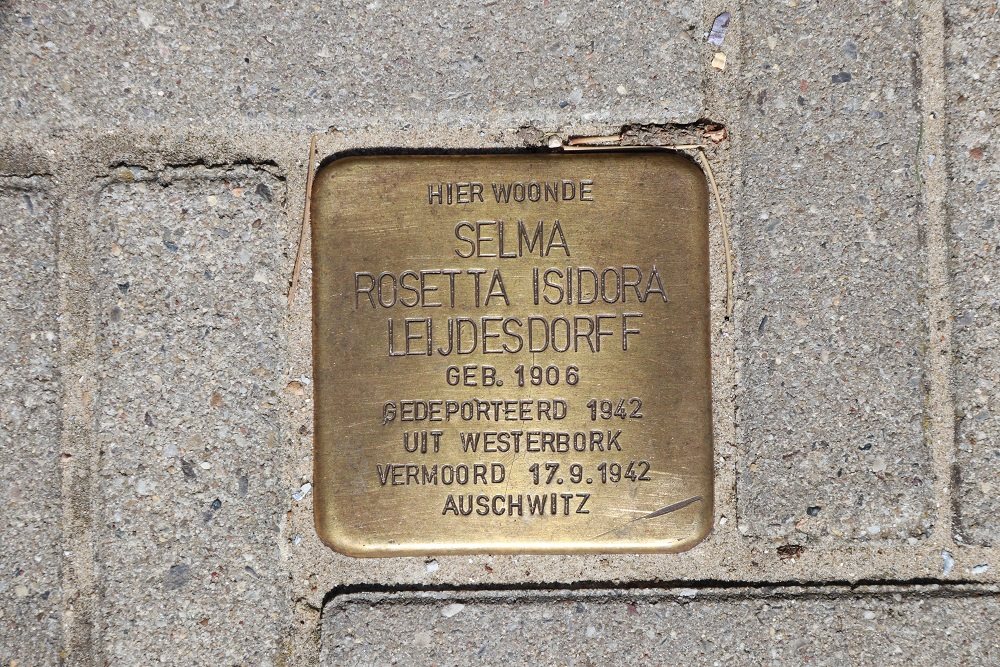 HIER WOONDE
SELMA
ROSETTA ISIDORA
LEIJDESDORFF
GEB. 1906
GEDEPORTEERD 1942
UIT WESTERBORK
VERMOORD 17.9.1942
AUSCHWITZ